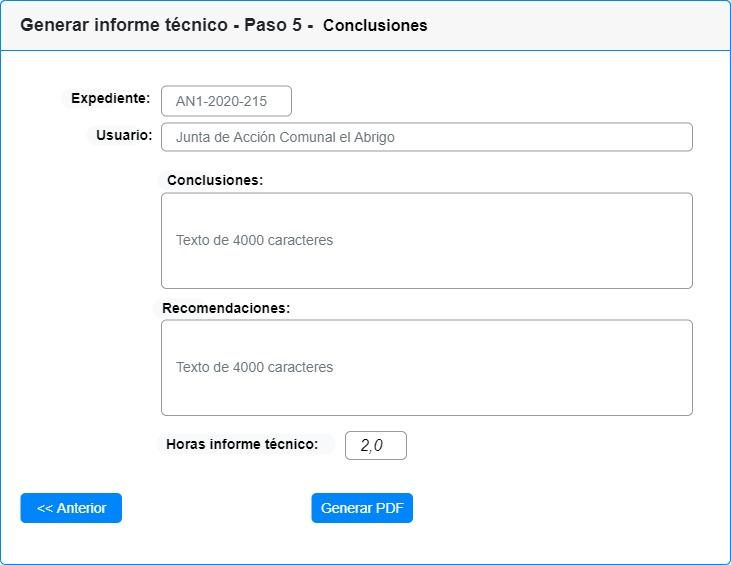 Generar informe técnico - Paso 5 - Conclusiones
Expediente: AN1-2020-215
Usuario: Junta de Acción Comunal el Abrigo
Conclusiones:
Texto de 4000 caracteres
Recomendaciones:
Texto de 4000 caracteres
Horas informe técnico: 2,0
<< Anterior Generar PDF